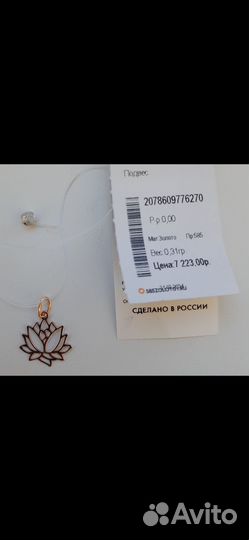 Подвес
2078609776270
Р-р 0,00
Мат Золото Пр 585
Вес 0,31гр
Цена:7 223,00р.
СДЕЛАНО В РОССИИ
Avito